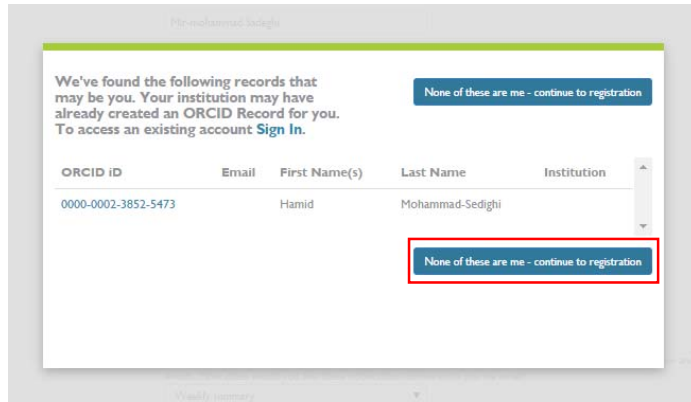 Mir-mohammad sadeghi
We've found the following records that
may be you. Your institution may have
already created an ORCID Record for you.
To access an existing account Sign In.
None of these are me - continue to registration
ORCID iD Email First Name(s) Last Name Institution
0000-0002-3852-5473 Hamid Mohammad-Sedighi
None of these are me - continue to registration
Weekly summary